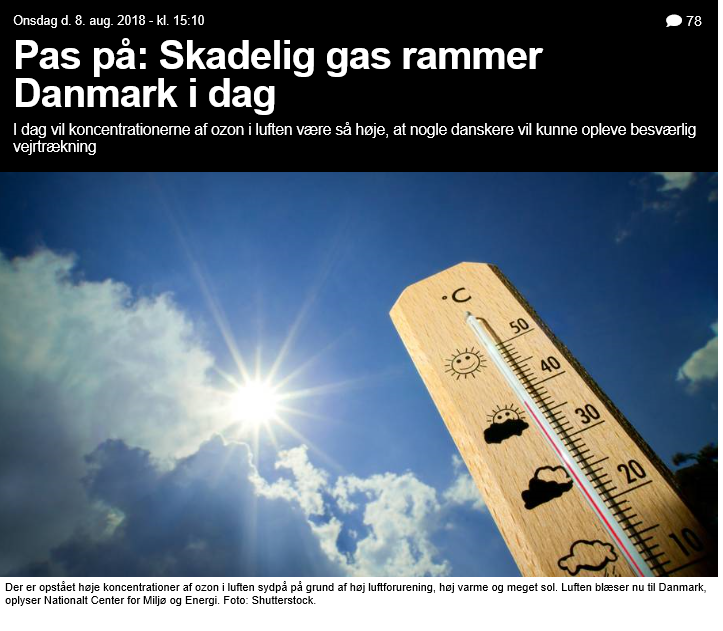 Onsdag d. 8. aug. 2018 - kl. 15:10
78
Pas på: Skadelig gas rammer
Danmark i dag
I dag vil koncentrationerne af ozon i luften være så høje, at nogle danskere vil kunne opleve besværlig
vejrtrækning
°C
50
40
30
20
10
Der er opstået høje koncentrationer af ozon i luften sydpå på grund af høj luftforurening, høj varme og meget sol. Luften blæser nu til Danmark,
oplyser Nationalt Center for Miljø og Energi. Foto: Shutterstock.